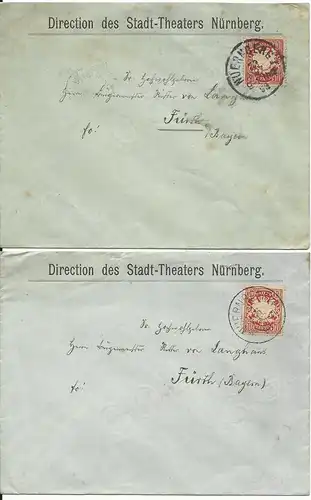 Direction des Stadt-Theaters Nürnberg.
NUERNBERG
Sr. Hochwohlgeboren
Herrn Bürgermeister Ritter von Langhans
Fürth
(Bayern)
Direction des Stadt-Theaters Nürnberg.
Sr. Hochwohlgeboren
Herrn Bürgermeister Ritter von Langhans
Fürth (Bayern)